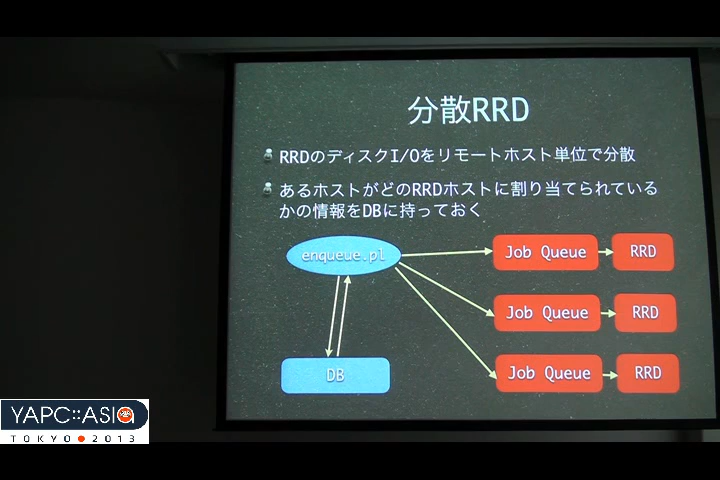 分散RRD
RRDのディスクI/Oをリモートホスト単位で分散
あるホストがどのRRDホストに割り当てられている
かの情報をDBに持っておく
enqueue.pl
Job Queue
RRD
Job Queue
RRD
DB
Job Queue
RRD
YAPC::ASIA
TOKYO 2013